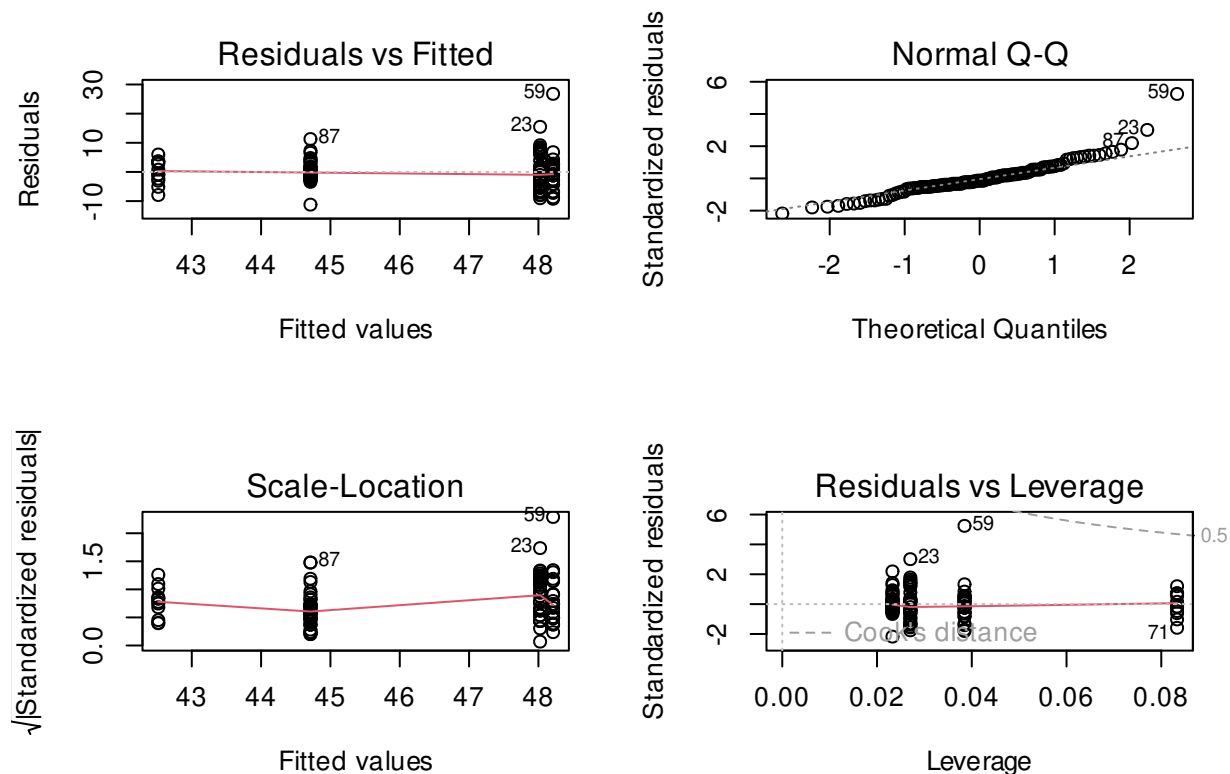 Residuals vs Fitted
Residuals
30
10
-10
59
23
87
43 44 45 46 47 48
Fitted values
Normal Q-Q
Standardized residuals
6
2
-2
59
23
87
-2 -1 0 1 2
Theoretical Quantiles
Scale-Location
√|Standardized residuals|
1.5
0.0
59
23
87
43 44 45 46 47 48
Fitted values
Residuals vs Leverage
Standardized residuals
6
2
-2
59
23
71
0.5
Cook's distance
0.00 0.02 0.04 0.06 0.08
Leverage